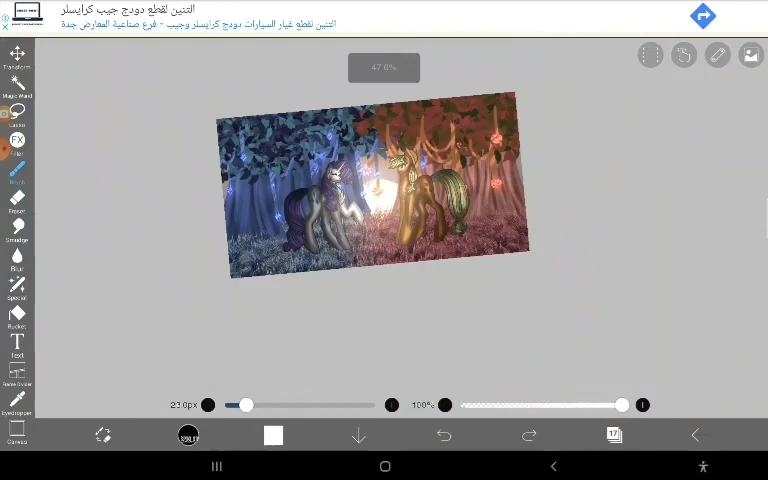 التنين لقطع دودج جيب كرايسلر
التنين لقطع غيار السيارات دودج وجيب - فرع صناعية المعارض جدة
47.6%
Transform
Magic Wand
Lasso
FX
Filter
Brush
Eraser
Smudge
Blur
Special
Bucket
T
Text
Frame Divider
Eyedropper
Canvas
23.0px
100%
17